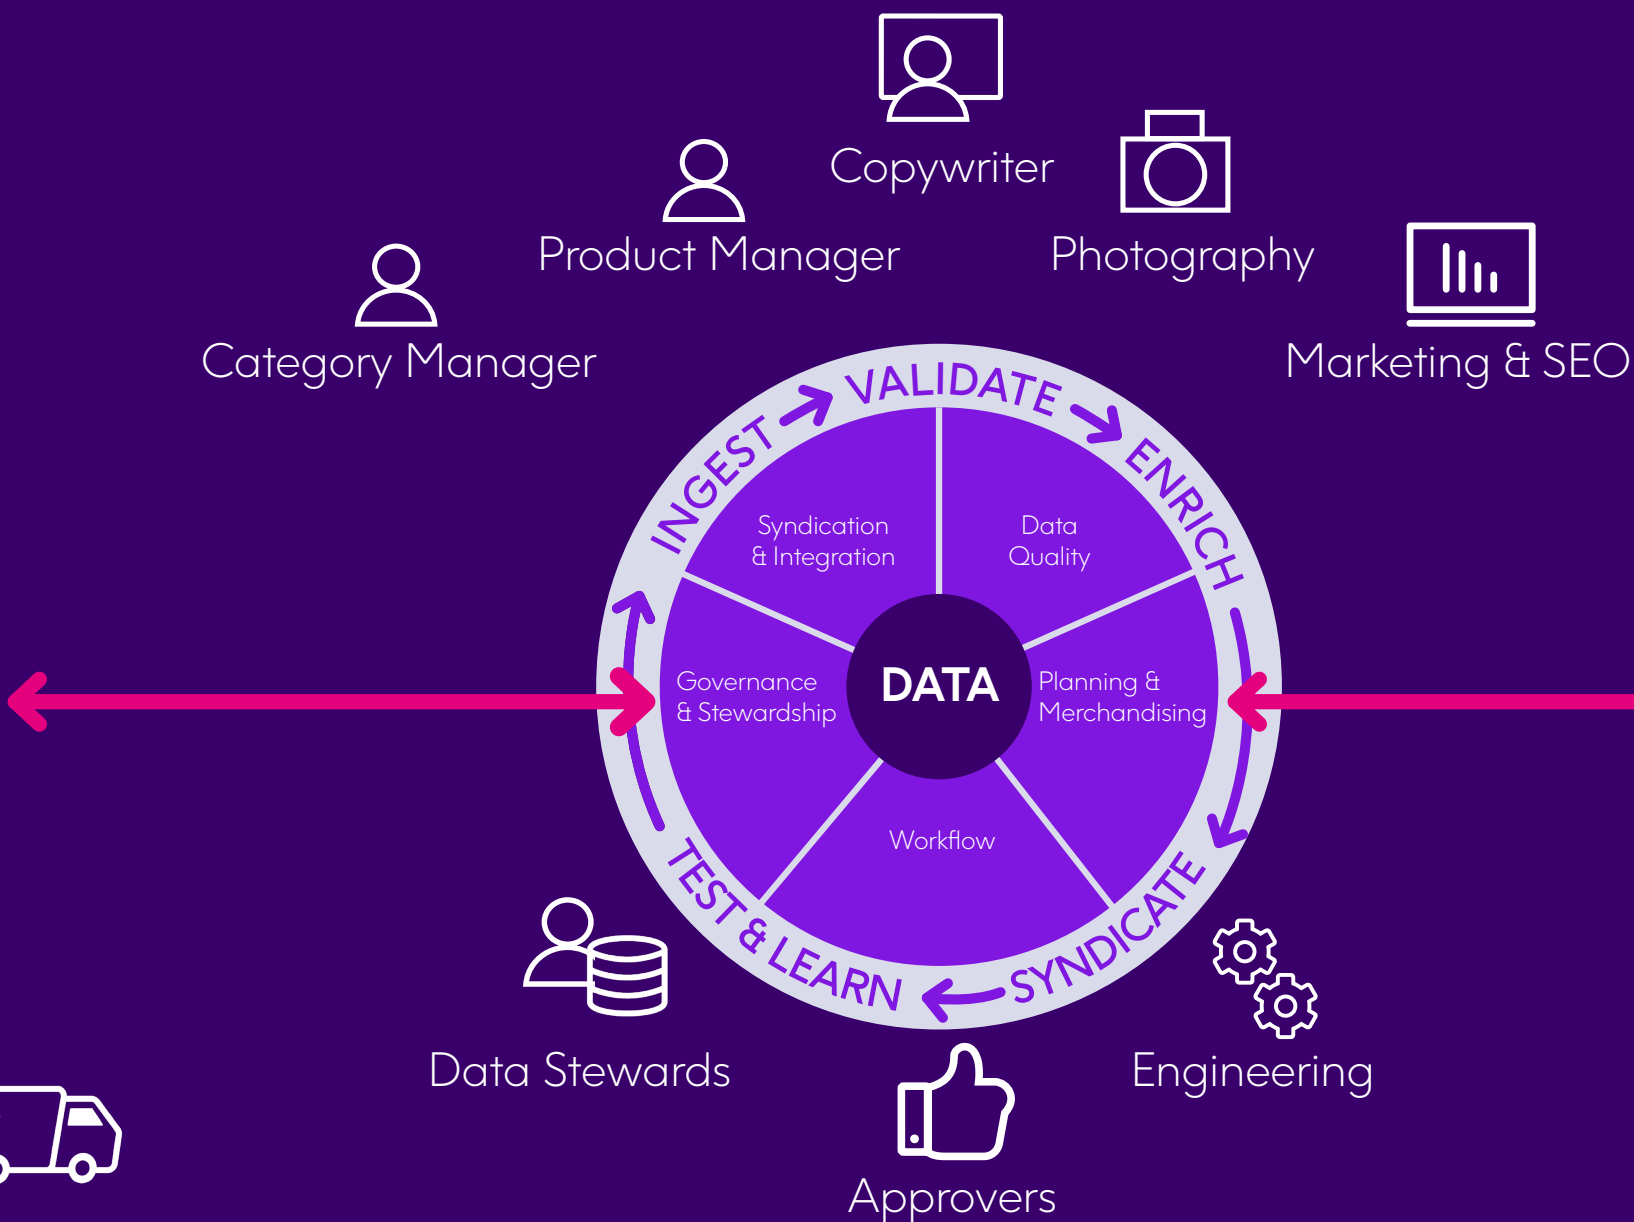 Copywriter
Product Manager
Photography
Category Manager
Marketing & SEO
INGEST
VALIDATE
ENRICH
SYNDICATE
TEST & LEARN
Syndication
& Integration
Data
Quality
Governance
& Stewardship
DATA
Planning &
Merchandising
Workflow
Data Stewards
Engineering
Approvers